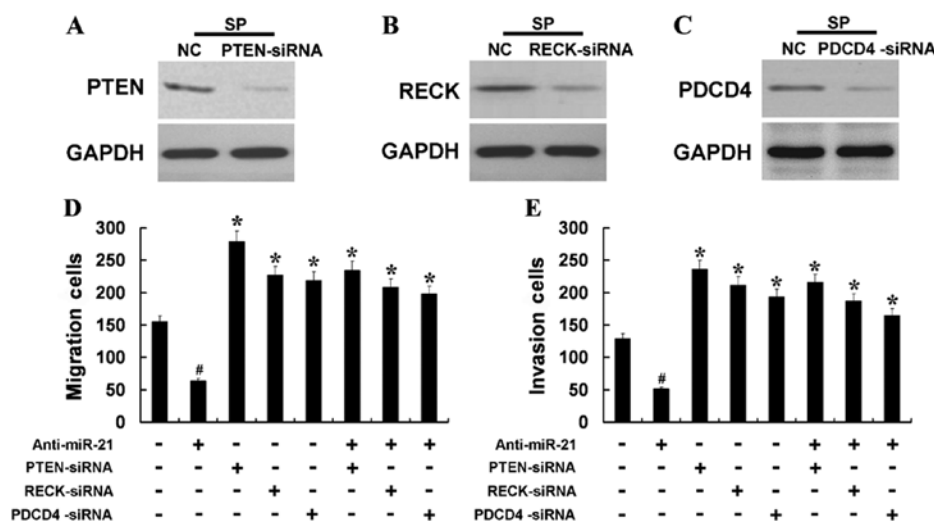 A
SP
NC PTEN-siRNA
PTEN
GAPDH
B
SP
NC RECK-siRNA
RECK
GAPDH
C
SP
NC PDCD4 -siRNA
PDCD4
GAPDH
D
Migration cells
300
250
200
150
100
50
0
# * * * * * *
Anti-miR-21 - + - - - + + +
PTEN-siRNA - - + - - + - -
RECK-siRNA - - - + - - + -
PDCD4 -siRNA - - - - + - - +
E
Invasion cells
300
250
200
150
100
50
0
# * * * * * *
Anti-miR-21 - + - - - + + +
PTEN-siRNA - - + - - + - -
RECK-siRNA - - - + - - + -
PDCD4 -siRNA - - - - + - - +